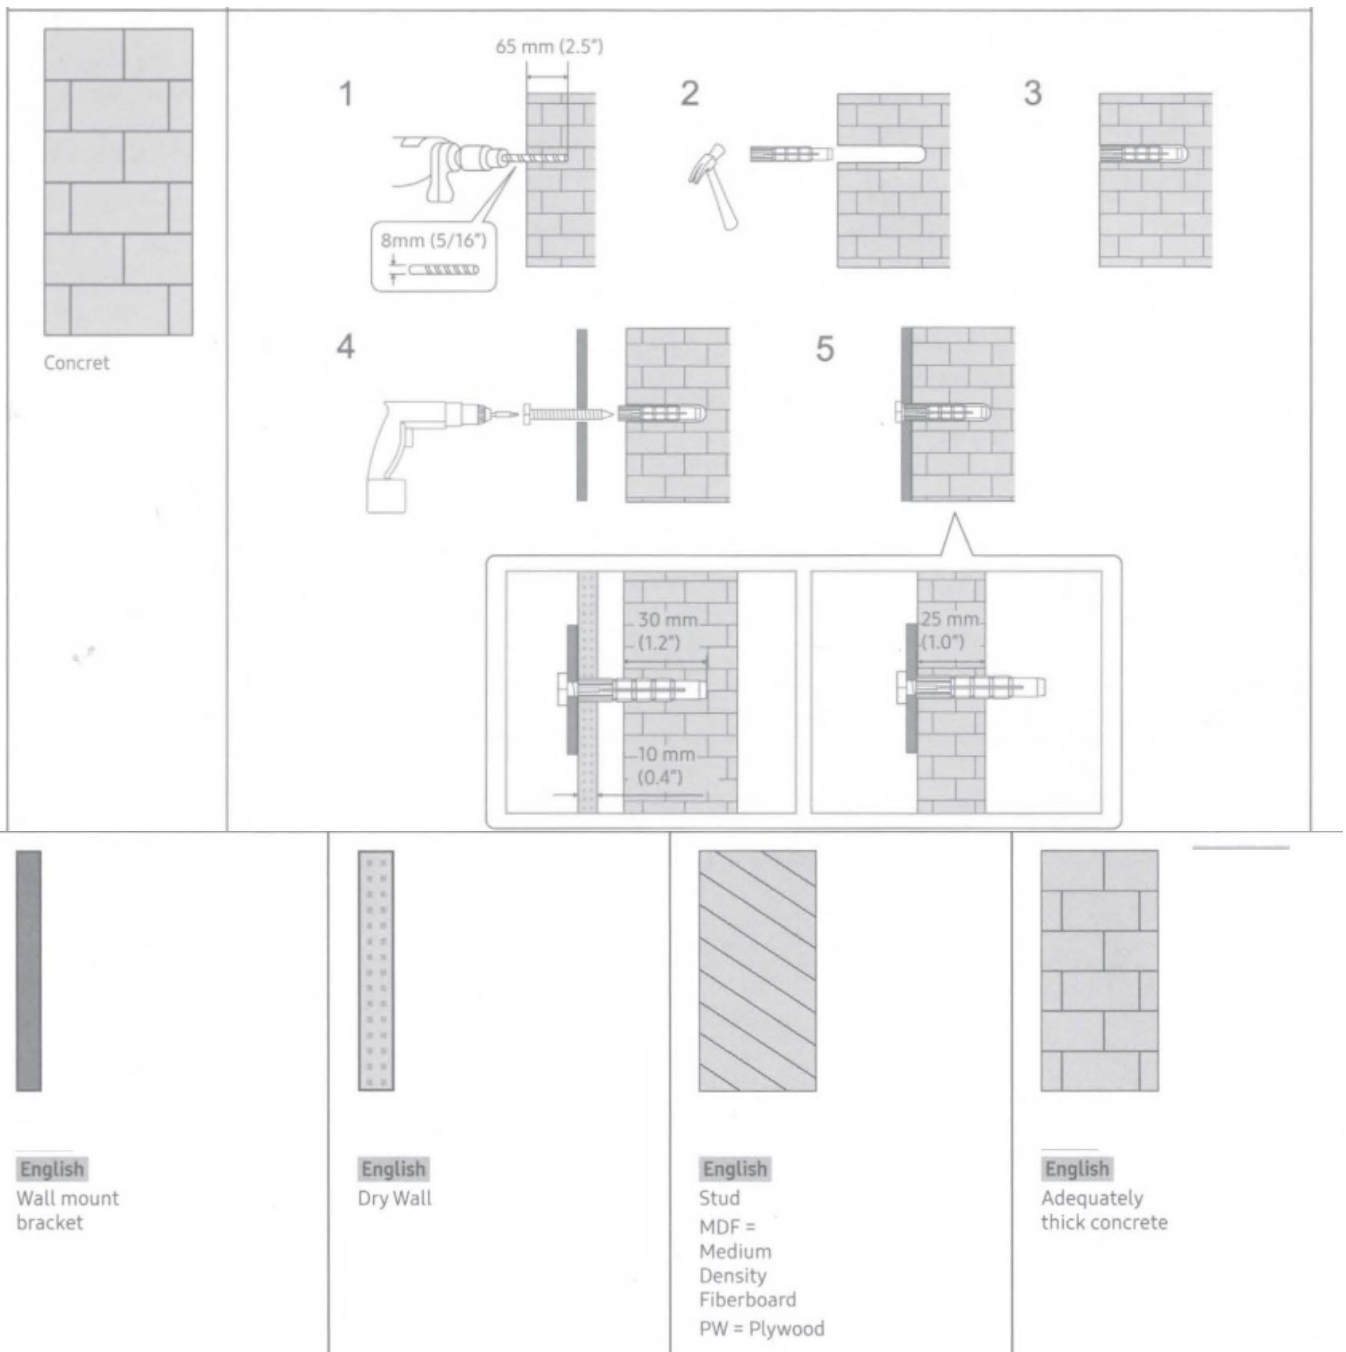 65 mm (2.5")
1
2
3
8mm (5/16")
Concret
4
5
30 mm
(1.2")
10 mm
(0.4")
25 mm
(1.0")
English
Wall mount
bracket
English
Dry Wall
English
Stud
MDF =
Medium
Density
Fiberboard
PW = Plywood
English
Adequately
thick concrete